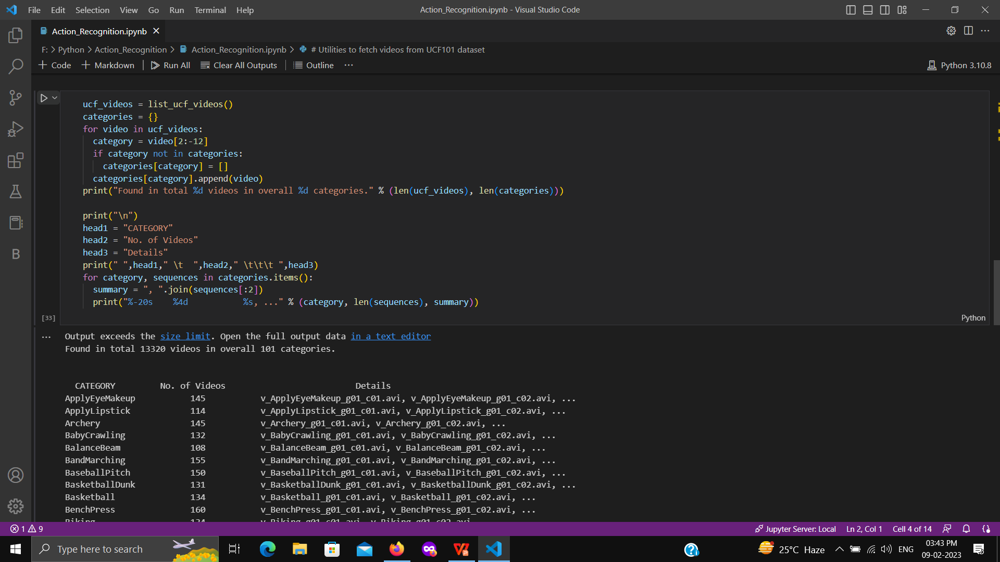 File Edit Selection View Go Run Terminal Help
Action_Recognition.ipynb - Visual Studio Code
Action_Recognition.ipynb
F: > Python > Action_Recognition > Action_Recognition.ipynb > # Utilities to fetch videos from UCF101 dataset
+ Code + Markdown | Run All Clear All Outputs | Outline ...
Python 3.10.8
ucf_videos = list_ucf_videos()
categories = {}
for video in ucf_videos:
  category = video[2:-12]
  if category not in categories:
    categories[category] = []
  categories[category].append(video)
print("Found in total %d videos in overall %d categories." % (len(ucf_videos), len(categories)))
print("\n")
head1 = "CATEGORY"
head2 = "No. of Videos"
head3 = "Details"
print(" ",head1," \t  ",head2," \t\t\t ",head3)
for category, sequences in categories.items():
  summary = ", ".join(sequences[:2])
  print("%-20s    %4d           %s, ..." % (category, len(sequences), summary))
[33]
Python
... Output exceeds the size limit. Open the full output data in a text editor
Found in total 13320 videos in overall 101 categories.
CATEGORY No. of Videos Details
ApplyEyeMakeup 145 v_ApplyEyeMakeup_g01_c01.avi, v_ApplyEyeMakeup_g01_c02.avi, ...
ApplyLipstick 114 v_ApplyLipstick_g01_c01.avi, v_ApplyLipstick_g01_c02.avi, ...
Archery 145 v_Archery_g01_c01.avi, v_Archery_g01_c02.avi, ...
BabyCrawling 132 v_BabyCrawling_g01_c01.avi, v_BabyCrawling_g01_c02.avi, ...
BalanceBeam 108 v_BalanceBeam_g01_c01.avi, v_BalanceBeam_g01_c02.avi, ...
BandMarching 155 v_BandMarching_g01_c01.avi, v_BandMarching_g01_c02.avi, ...
BaseballPitch 150 v_BaseballPitch_g01_c01.avi, v_BaseballPitch_g01_c02.avi, ...
BasketballDunk 131 v_BasketballDunk_g01_c01.avi, v_BasketballDunk_g01_c02.avi, ...
Basketball 134 v_Basketball_g01_c01.avi, v_Basketball_g01_c02.avi, ...
BenchPress 160 v_BenchPress_g01_c01.avi, v_BenchPress_g01_c02.avi, ...
Biking 134 v_Biking_g01_c01.avi, v_Biking_g01_c02.avi
1 9
Jupyter Server: Local Ln 2, Col 1 Cell 4 of 14
Type here to search
25°C Haze
ENG
03:43 PM
09-02-2023